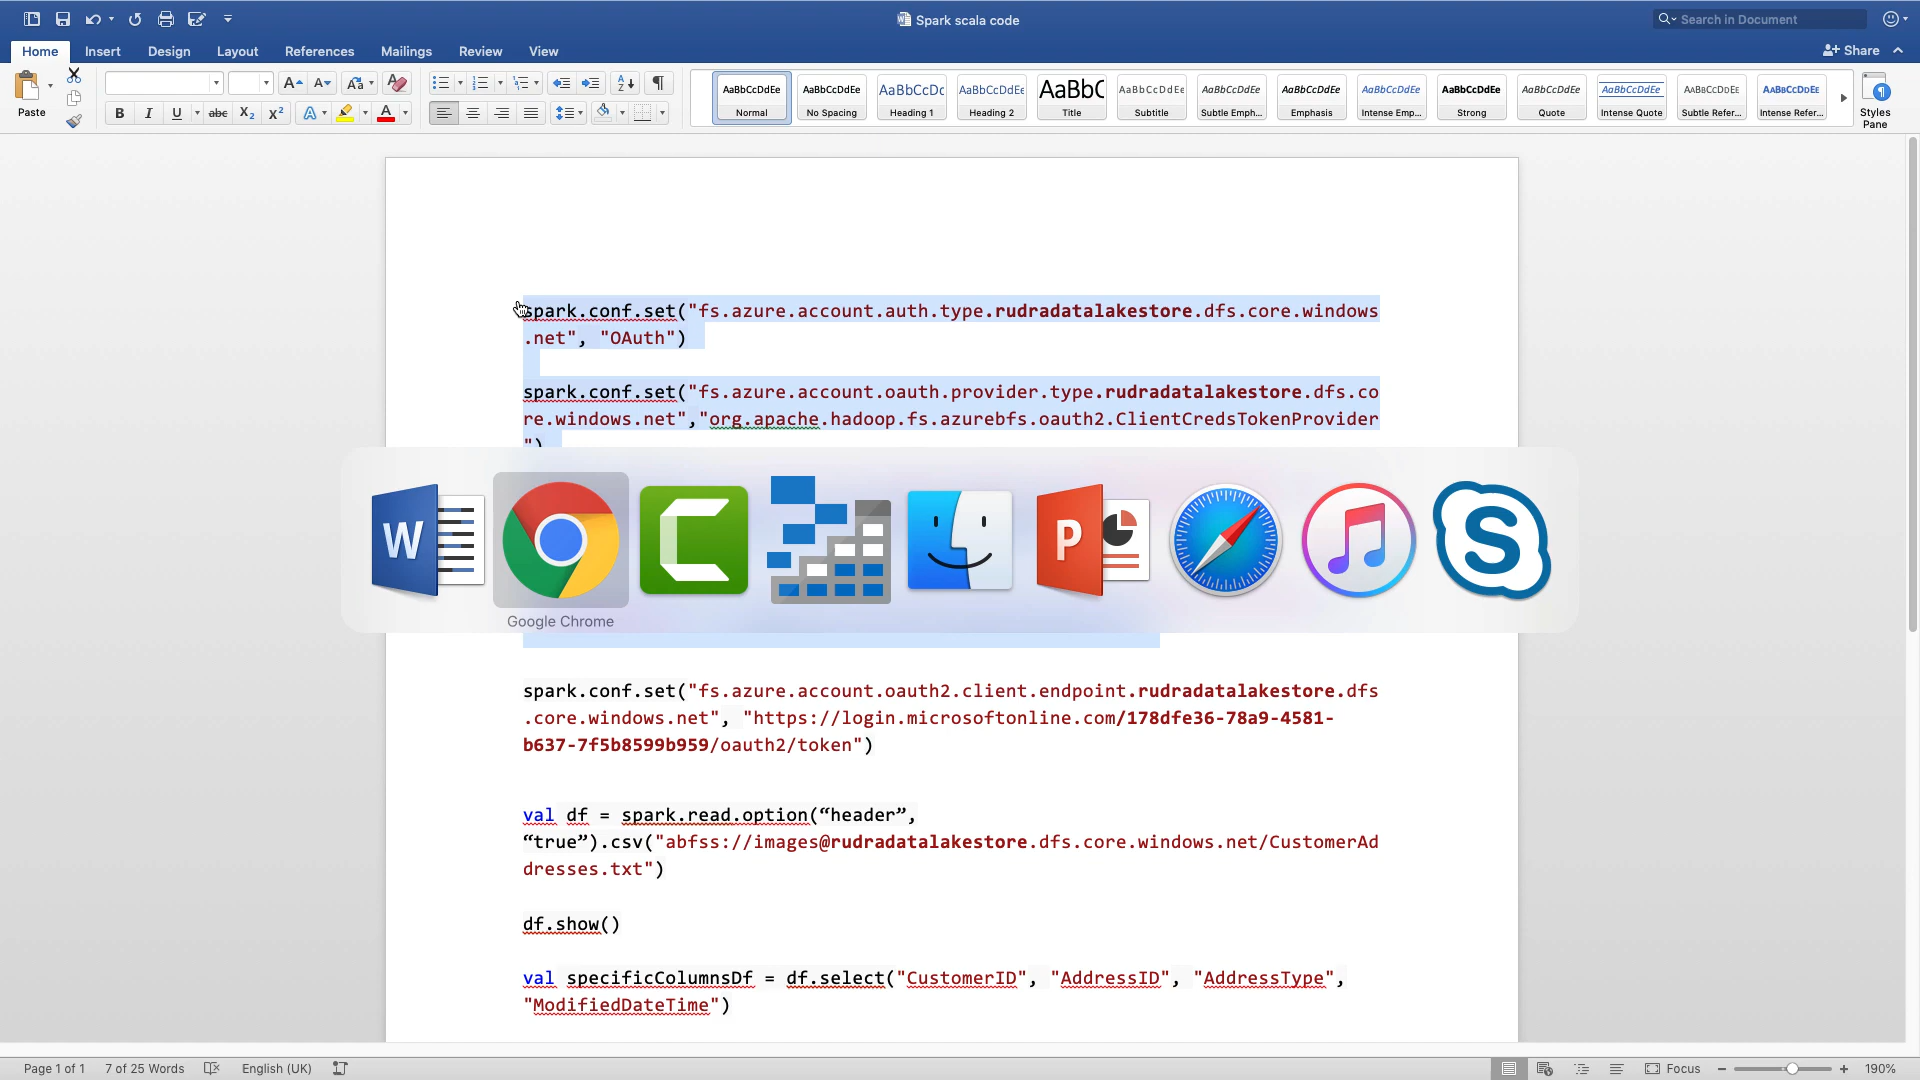 Spark scala code
Search in Document
Home Insert Design Layout References Mailings Review View
Share
Paste
AaBbCcDdEe AaBbCcDdEe AaBbCcDc AaBbCcDdEe AaBbC AaBbCcDdEe AaBbCcDdEe AaBbCcDdEe AaBbCcDdEe AaBbCcDdEe AaBbCcDdEe AaBbCcDdEe AaBbCcDdEe AaBbCcDdEe
Normal No Spacing Heading 1 Heading 2 Title Subtitle Subtle Emph... Emphasis Intense Emp... Strong Quote Intense Quote Subtle Refer... Intense Refer...
Styles
Pane
B I U abc X₂ X²
spark.conf.set("fs.azure.account.auth.type.rudradatalakestore.dfs.core.windows
.net", "OAuth")
spark.conf.set("fs.azure.account.oauth.provider.type.rudradatalakestore.dfs.co
re.windows.net","org.apache.hadoop.fs.azurebfs.oauth2.ClientCredsTokenProvider
")
Google Chrome
spark.conf.set("fs.azure.account.oauth2.client.endpoint.rudradatalakestore.dfs
.core.windows.net", "https://login.microsoftonline.com/178dfe36-78a9-4581-
b637-7f5b8599b959/oauth2/token")
val df = spark.read.option(“header”,
“true”).csv("abfss://images@rudradatalakestore.dfs.core.windows.net/CustomerAd
dresses.txt")
df.show()
val specificColumnsDf = df.select("CustomerID", "AddressID", "AddressType",
"ModifiedDateTime")
Page 1 of 1 7 of 25 Words English (UK) Focus 190%